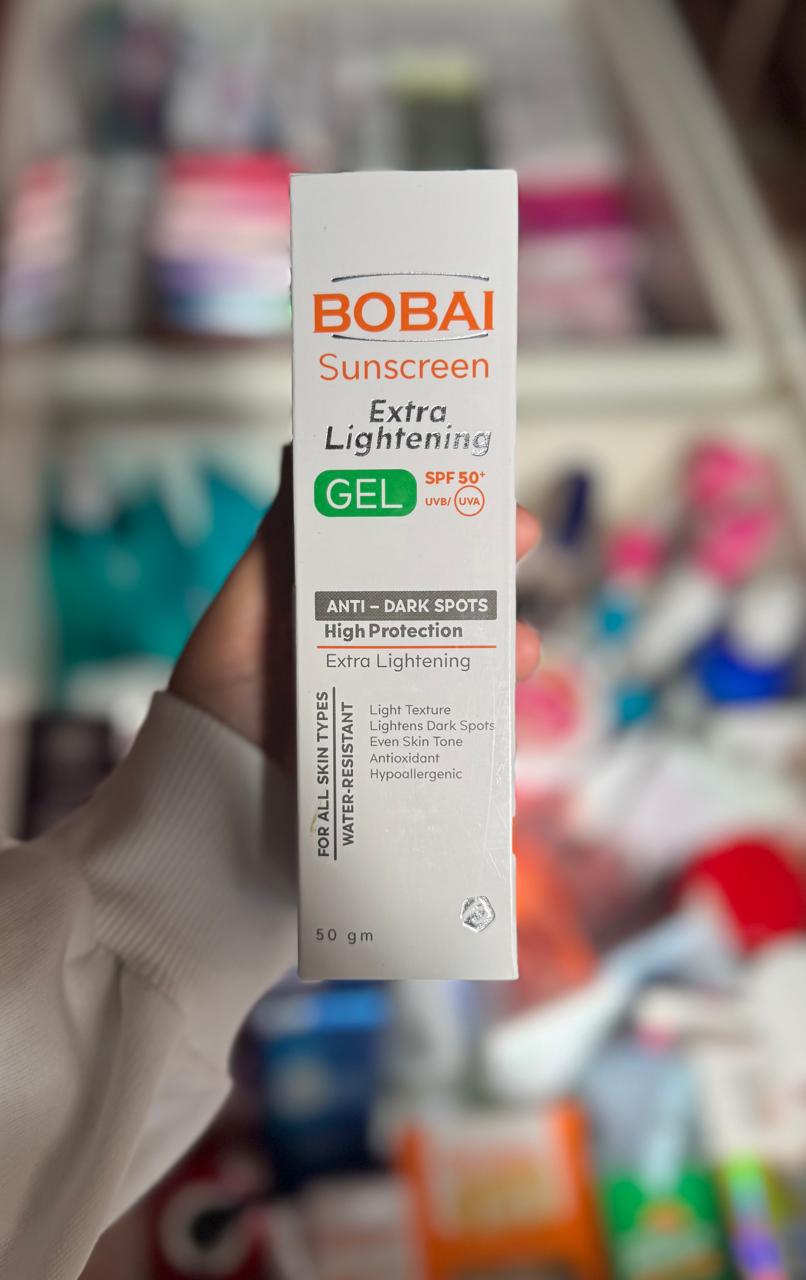 BOBAI
Sunscreen
Extra
Lightening
GEL
SPF 50+
UVB/ UVA
ANTI – DARK SPOTS
High Protection
Extra Lightening
FOR ALL SKIN TYPES
WATER-RESISTANT
Light Texture
Lightens Dark Spots
Even Skin Tone
Antioxidant
Hypoallergenic
50 gm